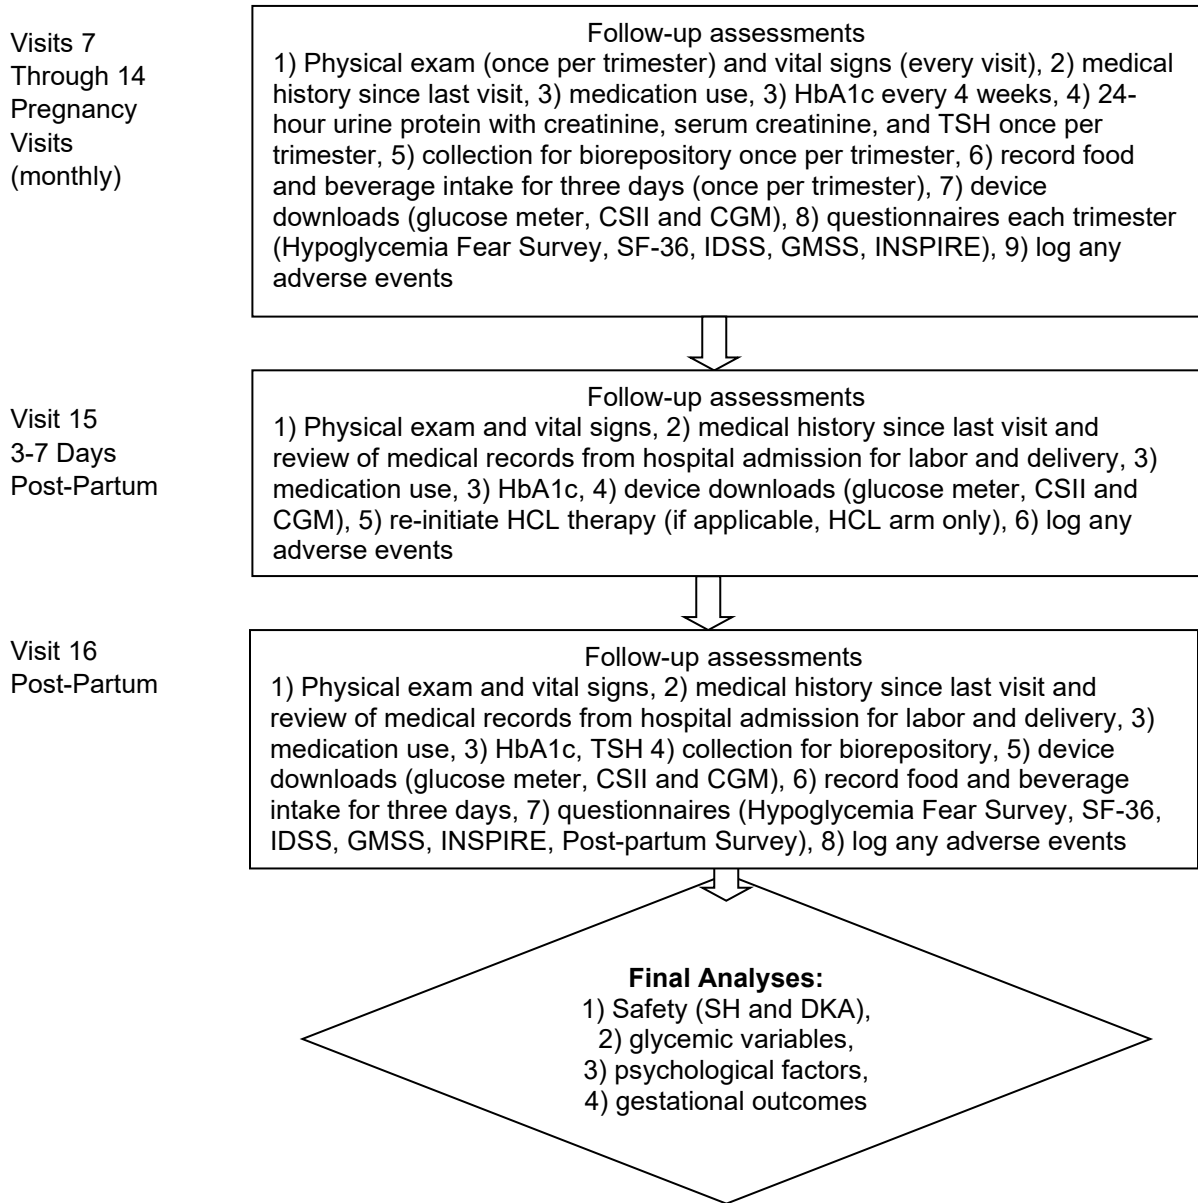 Visits 7
Through 14
Pregnancy
Visits
(monthly)
Follow-up assessments
1) Physical exam (once per trimester) and vital signs (every visit), 2) medical
history since last visit, 3) medication use, 3) HbA1c every 4 weeks, 4) 24-
hour urine protein with creatinine, serum creatinine, and TSH once per
trimester, 5) collection for biorepository once per trimester, 6) record food
and beverage intake for three days (once per trimester), 7) device
downloads (glucose meter, CSII and CGM), 8) questionnaires each trimester
(Hypoglycemia Fear Survey, SF-36, IDSS, GMSS, INSPIRE), 9) log any
adverse events
Visit 15
3-7 Days
Post-Partum
Follow-up assessments
1) Physical exam and vital signs, 2) medical history since last visit and
review of medical records from hospital admission for labor and delivery, 3)
medication use, 3) HbA1c, 4) device downloads (glucose meter, CSII and
CGM), 5) re-initiate HCL therapy (if applicable, HCL arm only), 6) log any
adverse events
Visit 16
Post-Partum
Follow-up assessments
1) Physical exam and vital signs, 2) medical history since last visit and
review of medical records from hospital admission for labor and delivery, 3)
medication use, 3) HbA1c, TSH 4) collection for biorepository, 5) device
downloads (glucose meter, CSII and CGM), 6) record food and beverage
intake for three days, 7) questionnaires (Hypoglycemia Fear Survey, SF-36,
IDSS, GMSS, INSPIRE, Post-partum Survey), 8) log any adverse events
Final Analyses:
1) Safety (SH and DKA),
2) glycemic variables,
3) psychological factors,
4) gestational outcomes